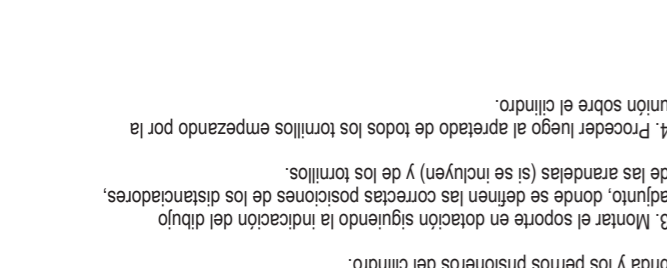 onda y los pernos prisioneros del cilindro.
3. Montar el soporte en dotación siguiendo la indicación del dibujo
adjunto, donde se definen las correctas posiciones de los distanciadores,
de las arandelas (si se incluyen) y de los tornillos.
4. Proceder luego al apretado de todos los tornillos empezando por la
unión sobre el cilindro.